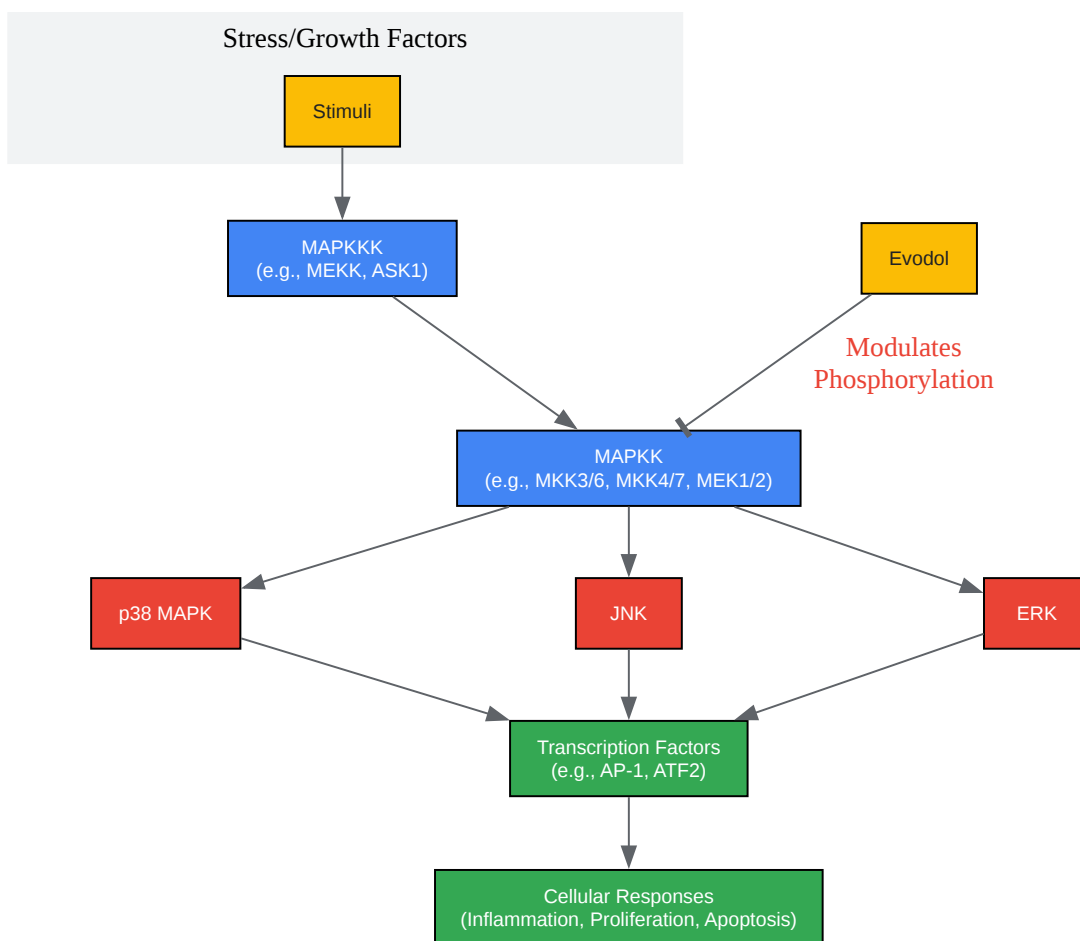 Stress/Growth Factors
Stimuli
MAPKKK
(e.g., MEKK, ASK1)
Evodol
Modulates
Phosphorylation
MAPKK
(e.g., MKK3/6, MKK4/7, MEK1/2)
p38 MAPK
JNK
ERK
Transcription Factors
(e.g., AP-1, ATF2)
Cellular Responses
(Inflammation, Proliferation, Apoptosis)